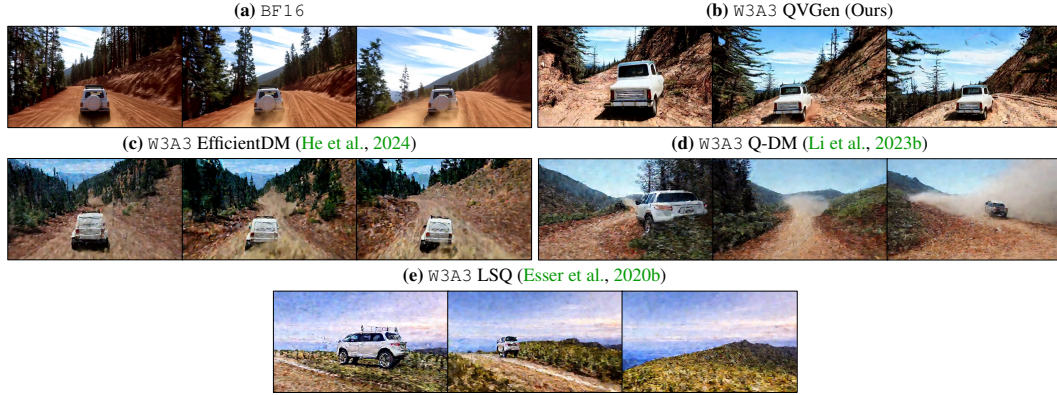 (a) BF16
(b) W3A3 QVGen (Ours)
(c) W3A3 EfficientDM (He et al., 2024)
(d) W3A3 Q-DM (Li et al., 2023b)
(e) W3A3 LSQ (Esser et al., 2020b)